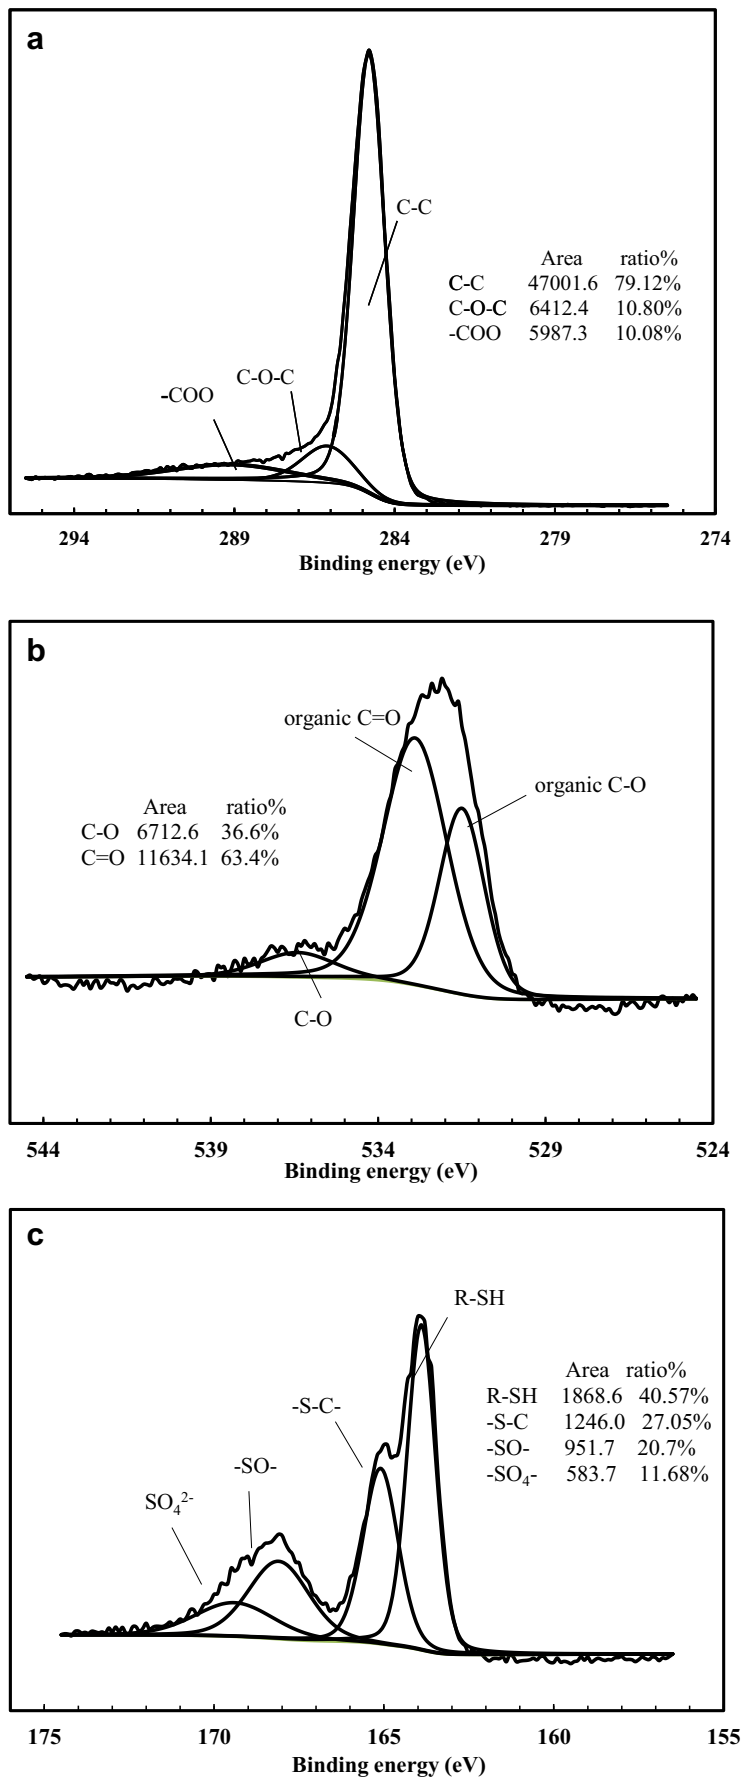 a
C-C
Area ratio%
C-C 47001.6 79.12%
C-O-C 6412.4 10.80%
-COO 5987.3 10.08%
C-O-C
-COO
294 289 284 279 274
Binding energy (eV)
b
organic C=O
organic C-O
Area ratio%
C-O 6712.6 36.6%
C=O 11634.1 63.4%
C-O
544 539 534 529 524
Binding energy (eV)
c
R-SH
Area ratio%
R-SH 1868.6 40.57%
-S-C 1246.0 27.05%
-SO- 951.7 20.7%
-SO₄- 583.7 11.68%
-S-C-
-SO-
SO₄²⁻
175 170 165 160 155
Binding energy (eV)